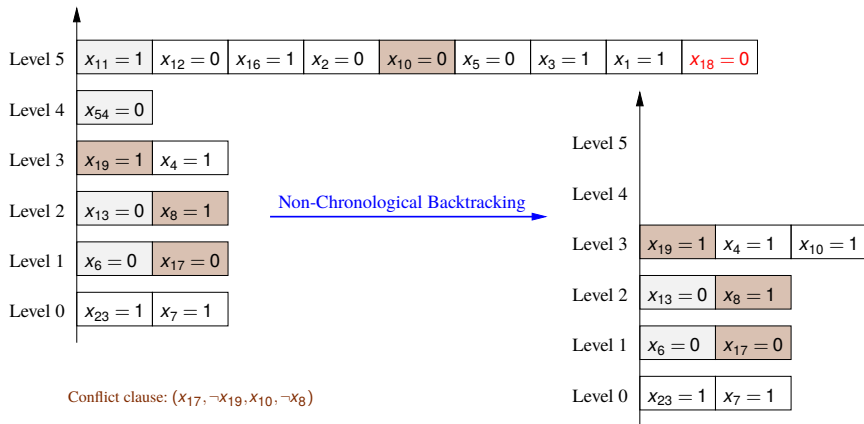 Level 5 x₁₁ = 1 x₁₂ = 0 x₁₆ = 1 x₂ = 0 x₁₀ = 0 x₅ = 0 x₃ = 1 x₁ = 1 x₁₈ = 0
Level 4 x₅₄ = 0
Level 3 x₁₉ = 1 x₄ = 1
Level 2 x₁₃ = 0 x₈ = 1
Level 1 x₆ = 0 x₁₇ = 0
Level 0 x₂₃ = 1 x₇ = 1
Conflict clause: (x₁₇, ¬x₁₉, x₁₀, ¬x₈)
Non-Chronological Backtracking
Level 5
Level 4
Level 3 x₁₉ = 1 x₄ = 1 x₁₀ = 1
Level 2 x₁₃ = 0 x₈ = 1
Level 1 x₆ = 0 x₁₇ = 0
Level 0 x₂₃ = 1 x₇ = 1